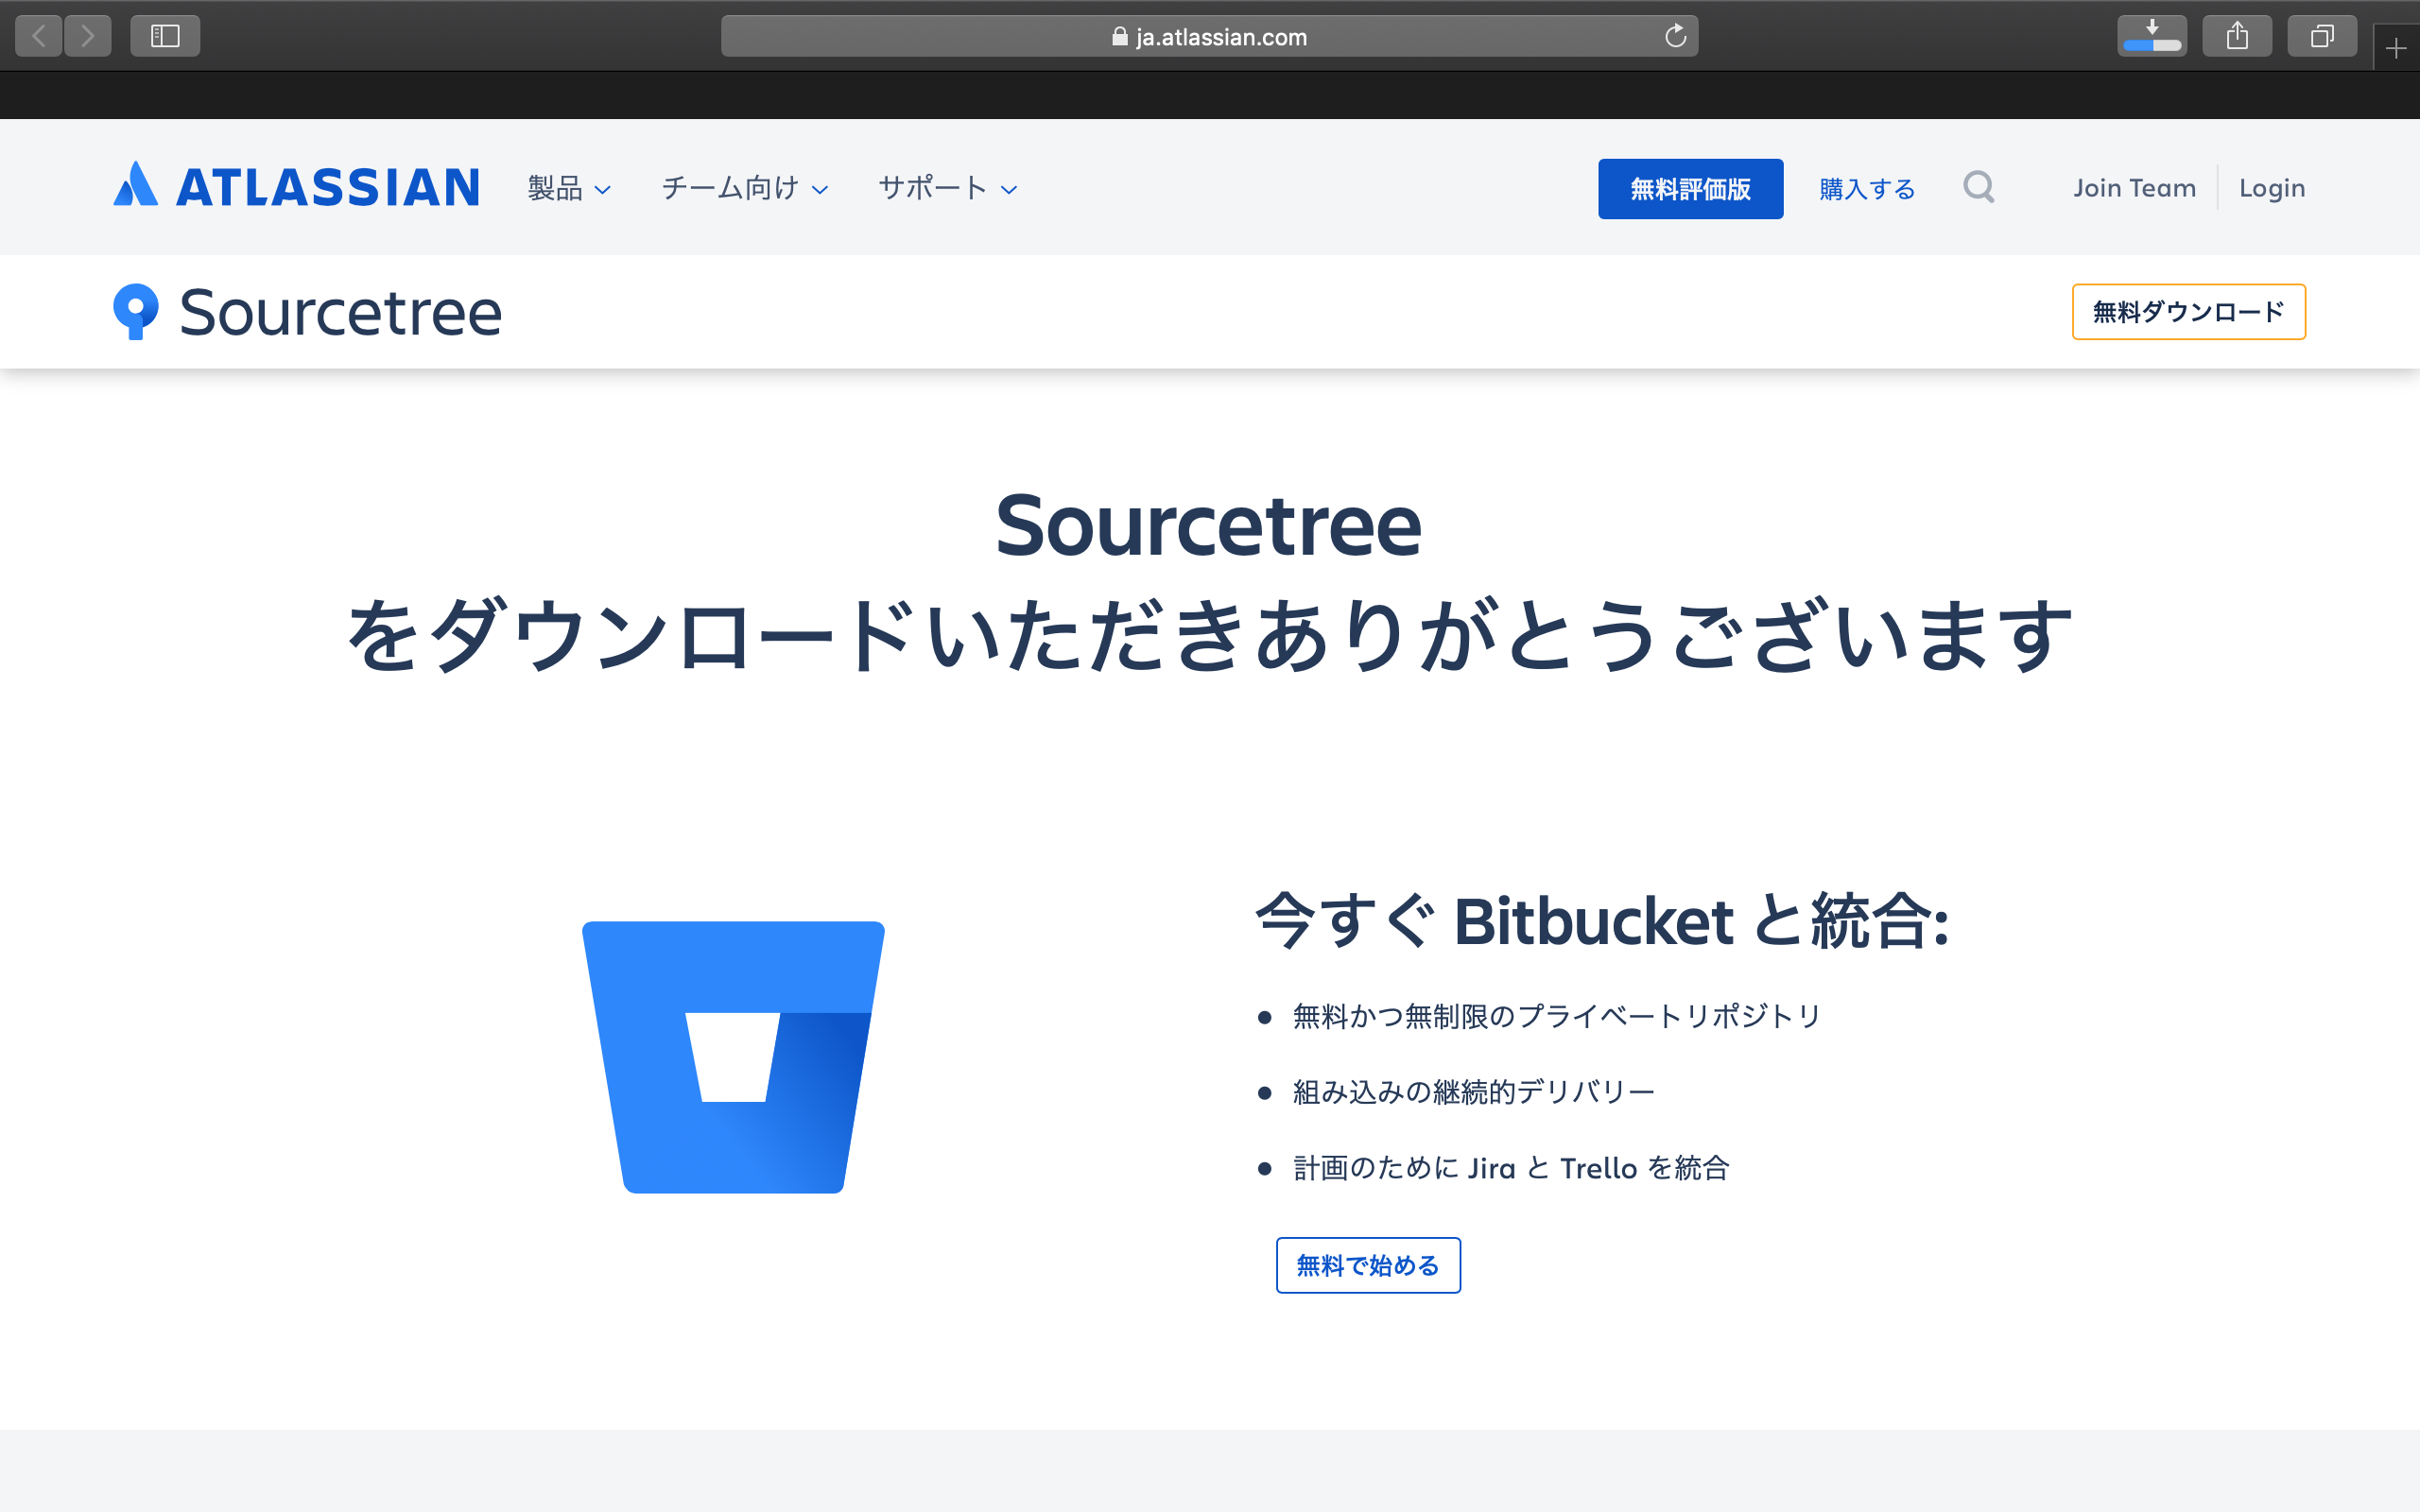 ja.atlassian.com
ATLASSIAN 製品 チーム向け サポート 無料評価版 購入する Join Team Login
Sourcetree 無料ダウンロード
Sourcetree
をダウンロードいただきありがとうございます
今すぐ Bitbucket と統合:
無料かつ無制限のプライベートリポジトリ
組み込みの継続的デリバリー
計画のために Jira と Trello を統合
無料で始める